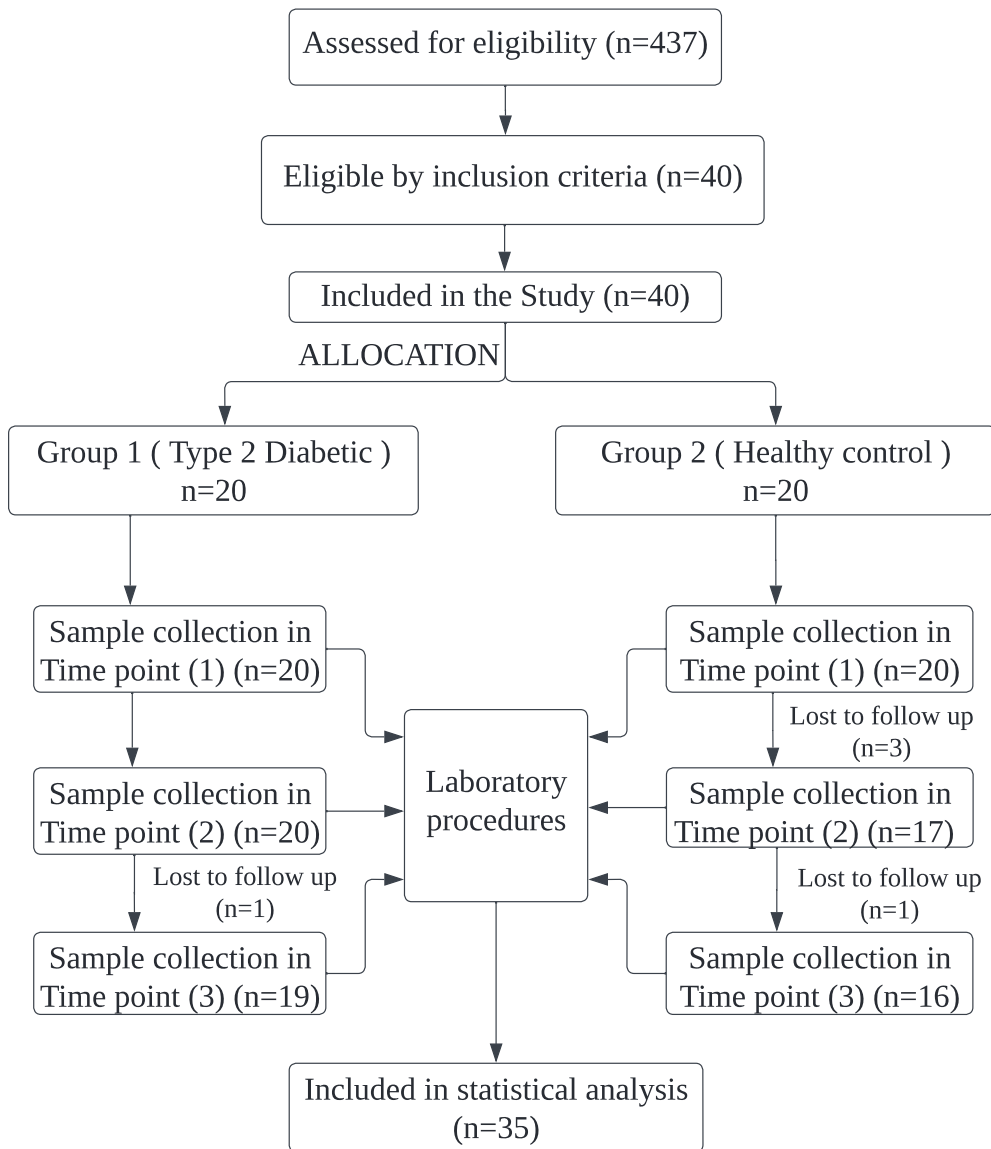 Assessed for eligibility (n=437)
Eligible by inclusion criteria (n=40)
Included in the Study (n=40)
ALLOCATION
Group 1 ( Type 2 Diabetic )
n=20
Group 2 ( Healthy control )
n=20
Sample collection in
Time point (1) (n=20)
Sample collection in
Time point (1) (n=20)
Lost to follow up
(n=3)
Laboratory
procedures
Sample collection in
Time point (2) (n=20)
Sample collection in
Time point (2) (n=17)
Lost to follow up
(n=1)
Lost to follow up
(n=1)
Sample collection in
Time point (3) (n=19)
Sample collection in
Time point (3) (n=16)
Included in statistical analysis
(n=35)